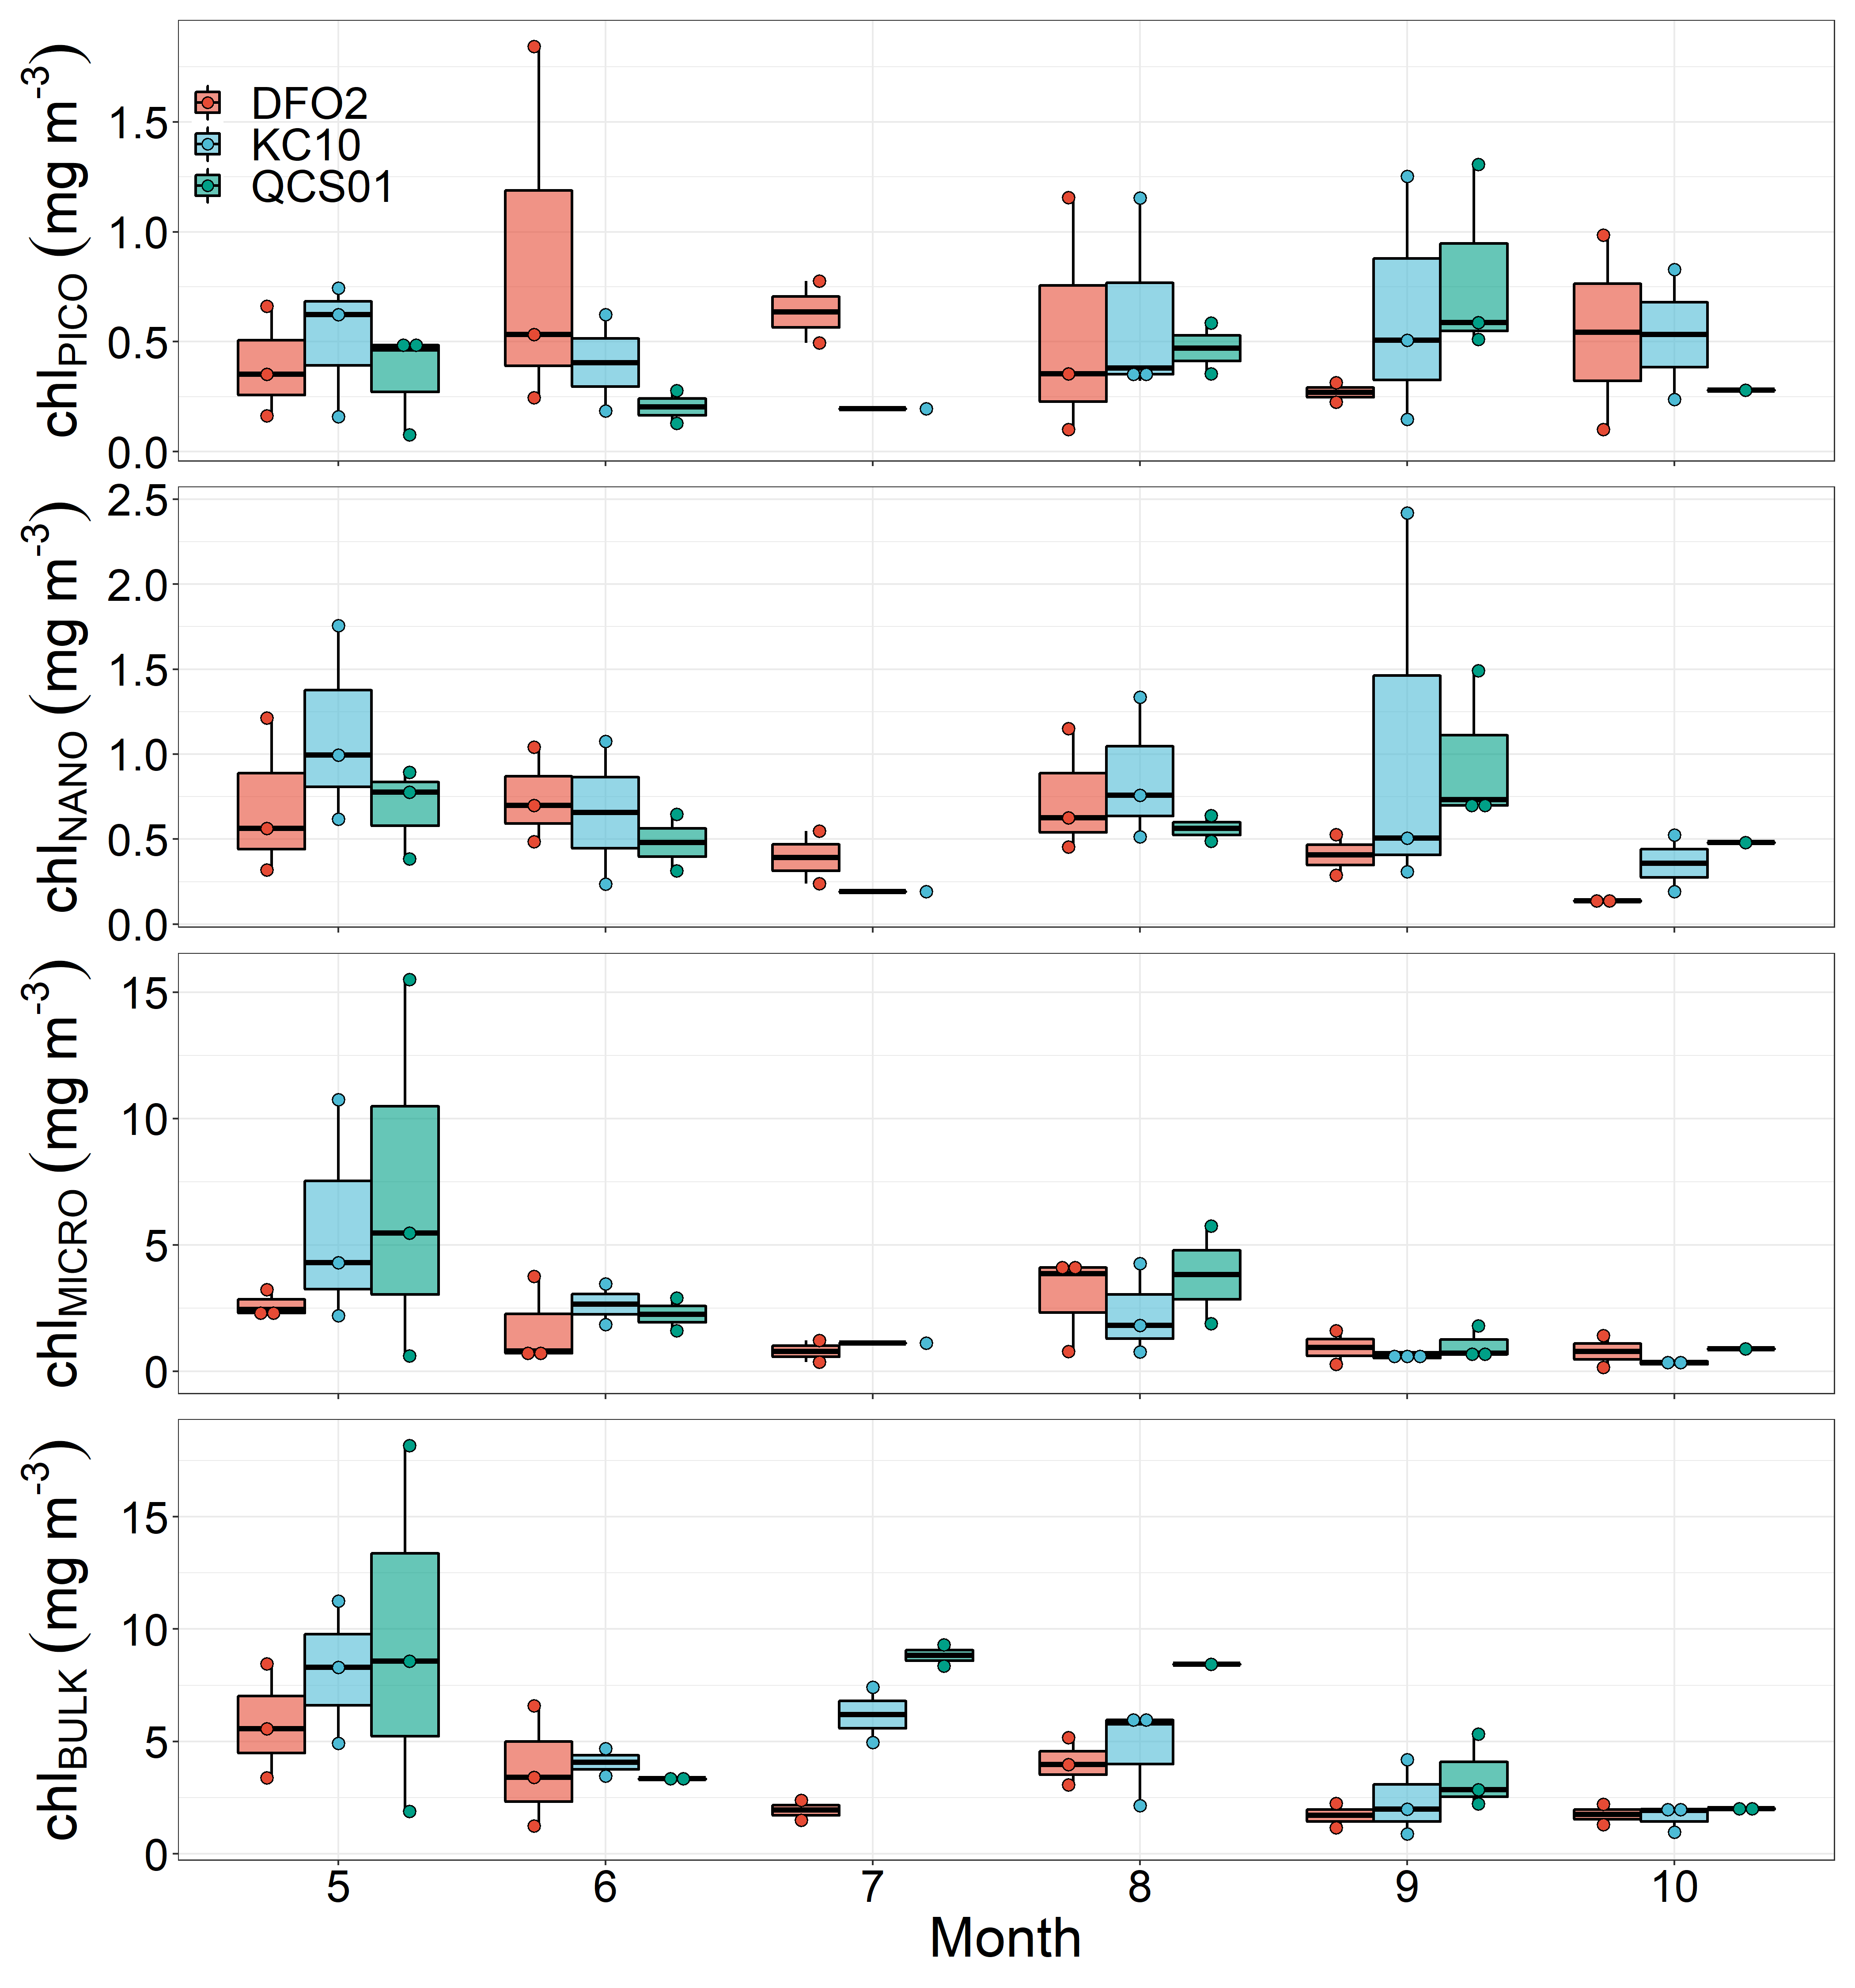 chlPICO (mg m-3)
1.5
1.0
0.5
0.0
DFO2
KC10
QCS01
chlNANO (mg m-3)
2.5
2.0
1.5
1.0
0.5
0.0
chlMICRO (mg m-3)
15
10
5
0
chlBULK (mg m-3)
15
10
5
0
5 6 7 8 9 10
Month